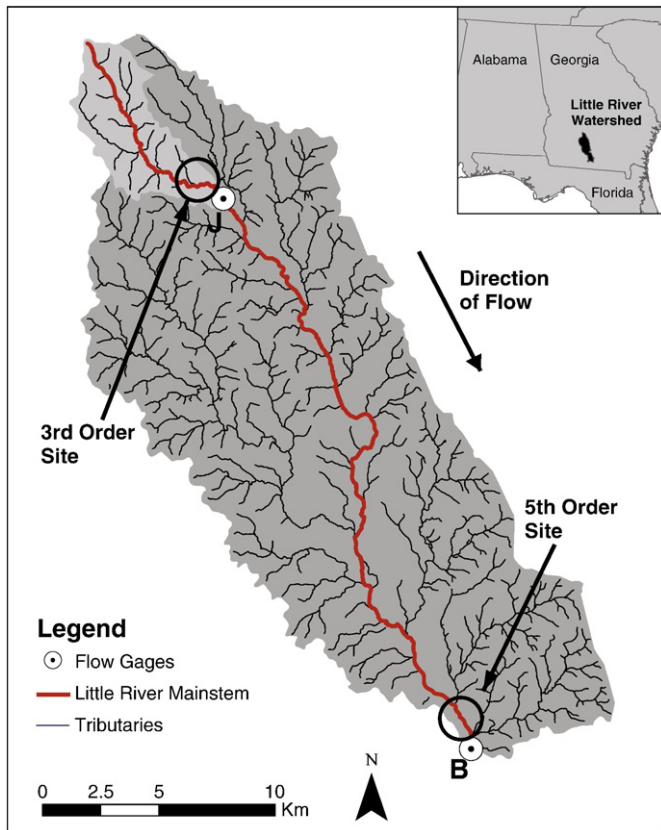 Alabama
Georgia
Little River
Watershed
Florida
J
Direction
of Flow
3rd Order
Site
5th Order
Site
Legend
Flow Gages
Little River Mainstem
Tributaries
B
N
0 2.5 5 10
Km